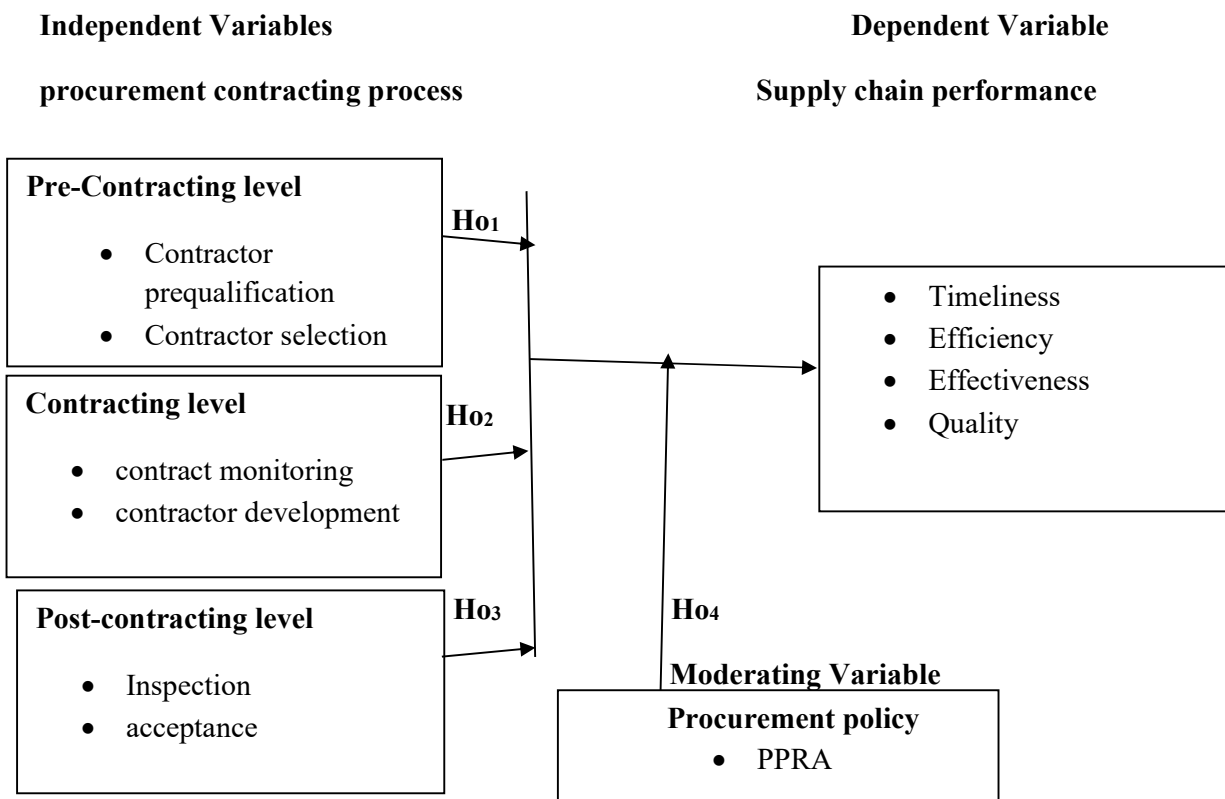 Independent Variables
Dependent Variable
procurement contracting process
Supply chain performance
Pre-Contracting level
• Contractor
prequalification
• Contractor selection
Ho1
Contracting level
• contract monitoring
• contractor development
Ho2
Post-contracting level
• Inspection
• acceptance
Ho3
• Timeliness
• Efficiency
• Effectiveness
• Quality
Ho4
Moderating Variable
Procurement policy
• PPRA